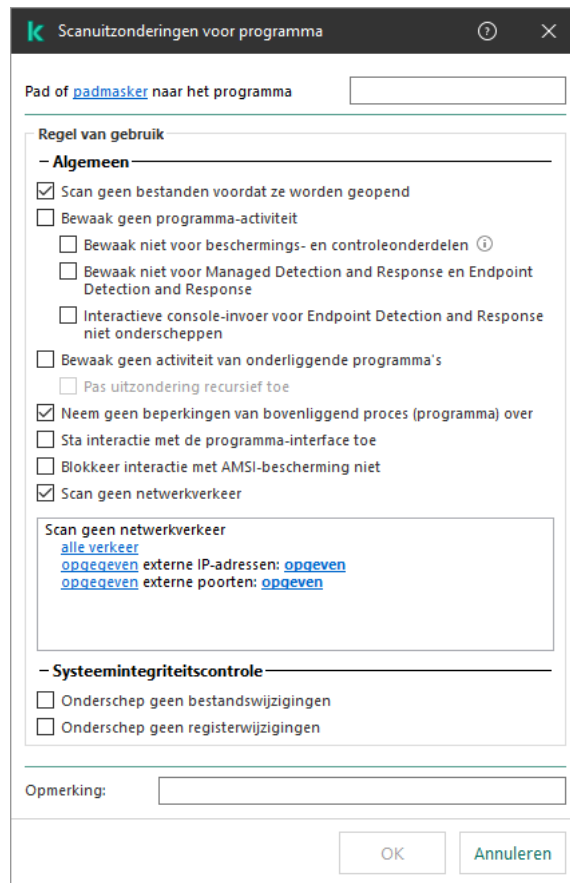 Scanuitzonderingen voor programma
Pad of padmasker naar het programma
Regel van gebruik
Algemeen
Scan geen bestanden voordat ze worden geopend
Bewaak geen programma-activiteit
Bewaak niet voor beschermings- en controleonderdelen
Bewaak niet voor Managed Detection and Response en Endpoint
Detection and Response
Interactieve console-invoer voor Endpoint Detection and Response
niet onderscheppen
Bewaak geen activiteit van onderliggende programma's
Pas uitzondering recursief toe
Neem geen beperkingen van bovenliggend proces (programma) over
Sta interactie met de programma-interface toe
Blokkeer interactie met AMSI-bescherming niet
Scan geen netwerkverkeer
Scan geen netwerkverkeer
alle verkeer
opgegeven externe IP-adressen: opgeven
opgegeven externe poorten: opgeven
Systeemintegriteitscontrole
Onderschep geen bestandswijzigingen
Onderschep geen registerwijzigingen
Opmerking:
OK Annuleren